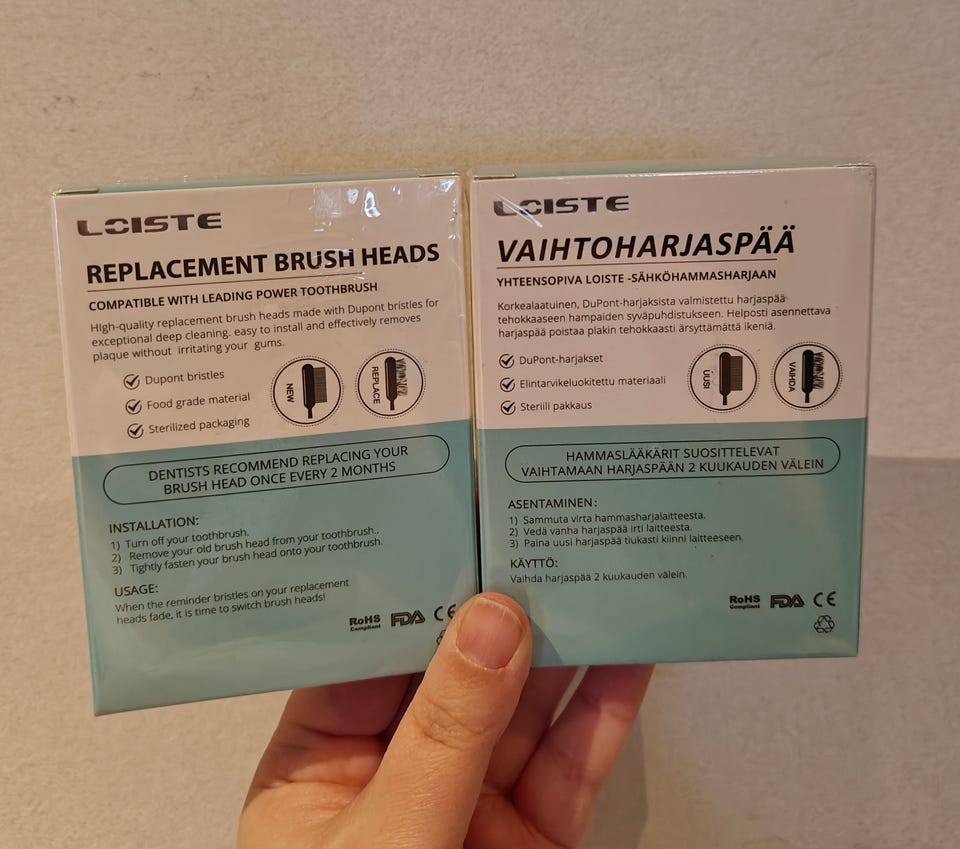 LOISTE
REPLACEMENT BRUSH HEADS
COMPATIBLE WITH LEADING POWER TOOTHBRUSH
High-quality replacement brush heads made with Dupont bristles for
exceptional deep cleaning. easy to install and effectively removes
plaque without irritating your gums.
Dupont bristles
Food grade material
Sterilized packaging
NEW
REPLACE
DENTISTS RECOMMEND REPLACING YOUR
BRUSH HEAD ONCE EVERY 2 MONTHS
INSTALLATION:
1) Turn off your toothbrush.
2) Remove your old brush head from your toothbrush..
3) Tightly fasten your brush head onto your toothbrush.
USAGE:
When the reminder bristles on your replacement
heads fade, it is time to switch brush heads!
RoHS
Compliant
FDA CE
LOISTE
VAIHTOHARJASPÄÄ
YHTEENSOPIVA LOISTE -SÄHKÖHAMMASHARJAAN
Korkealaatuinen, DuPont-harjaksista valmistettu harjaspää
tehokkaaseen hampaiden syväpuhdistukseen. Helposti asennettava
harjaspää poistaa plakin tehokkaasti ärsyttämättä ikeniä.
DuPont-harjakset
Elintarvikeluokitettu materiaali
Steriili pakkaus
UUSI
VAIHDA
HAMMASLÄÄKÄRIT SUOSITTELEVAT
VAIHTAMAAN HARJASPÄÄN 2 KUUKAUDEN VÄLEIN
ASENTAMINEN:
1) Sammuta virta hammasharjalaitteesta.
2) Vedä vanha harjaspää irti laitteesta.
3) Paina uusi harjaspää tiukasti kiinni laitteeseen.
KÄYTTÖ:
Vaihda harjaspää 2 kuukauden välein.
RoHS
Compliant
FDA CE